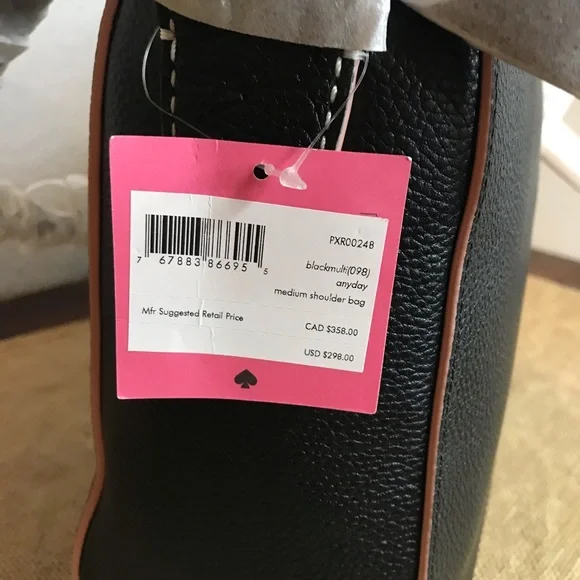 PXR00248
7 67883 86695 5
blackmulti(098)
anyday
medium shoulder bag
Mfr Suggested Retail Price
CAD $358.00
USD $298.00